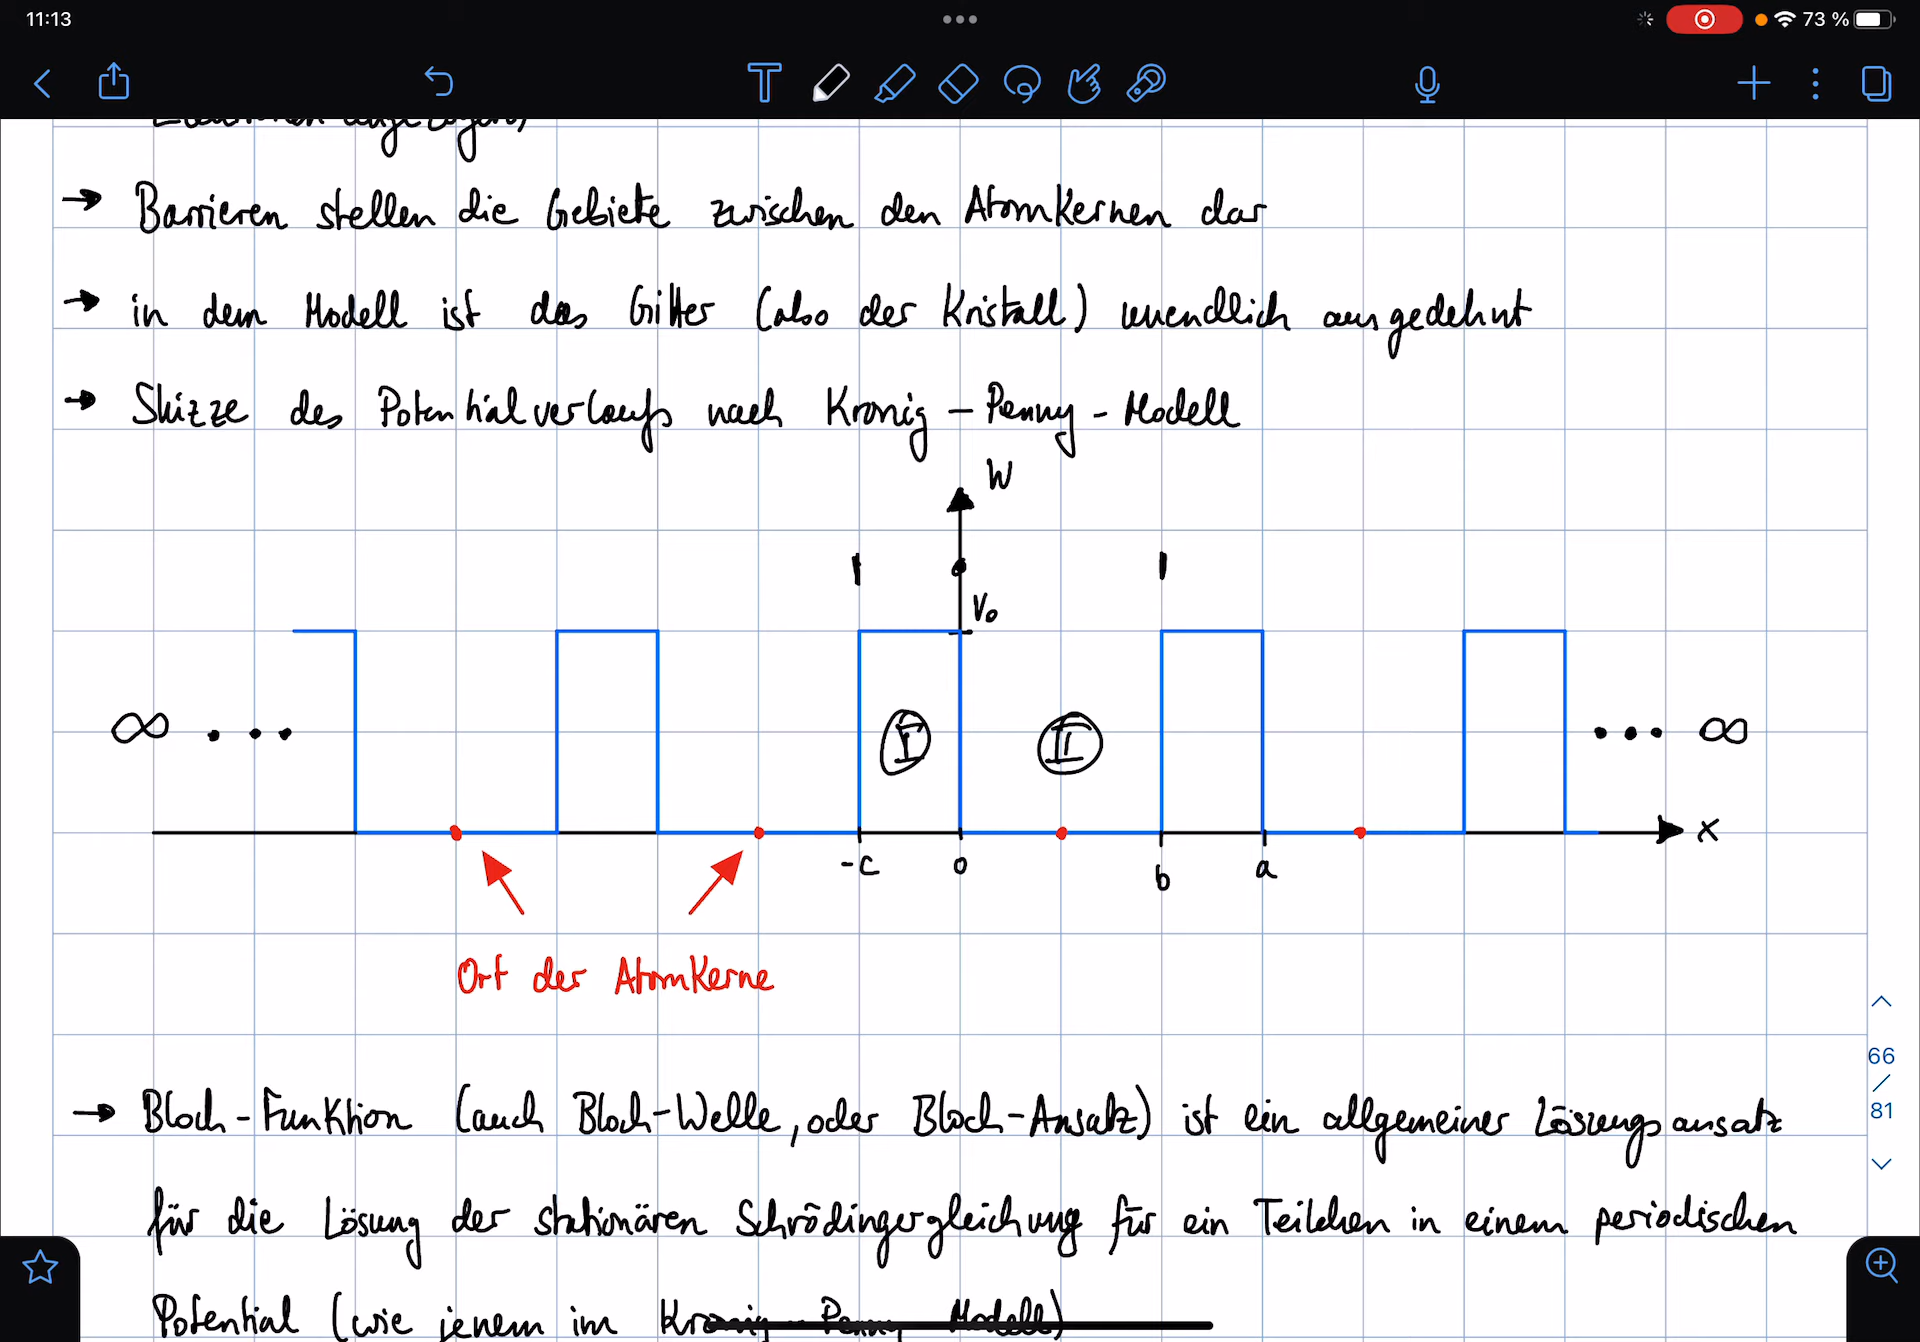 11:13
73 %
→ Barrieren stellen die Gebiete zwischen den Atomkernen dar
→ in dem Modell ist das Gitter (also der Kristall) unendlich ausgedehnt
→ Skizze des Potentialverlaufs nach Kronig-Penny-Modell
W
V₀
∞ ... I II ... ∞
x
-c 0 b a
Ort der Atomkerne
66
/
81
→ Bloch-Funktion (auch Bloch-Welle, oder Bloch-Ansatz) ist ein allgemeiner Lösungsansatz
für die Lösung der stationären Schrödingergleichung für ein Teilchen in einem periodischen
Potential (wie jenem im Kronig-Penny Modell)